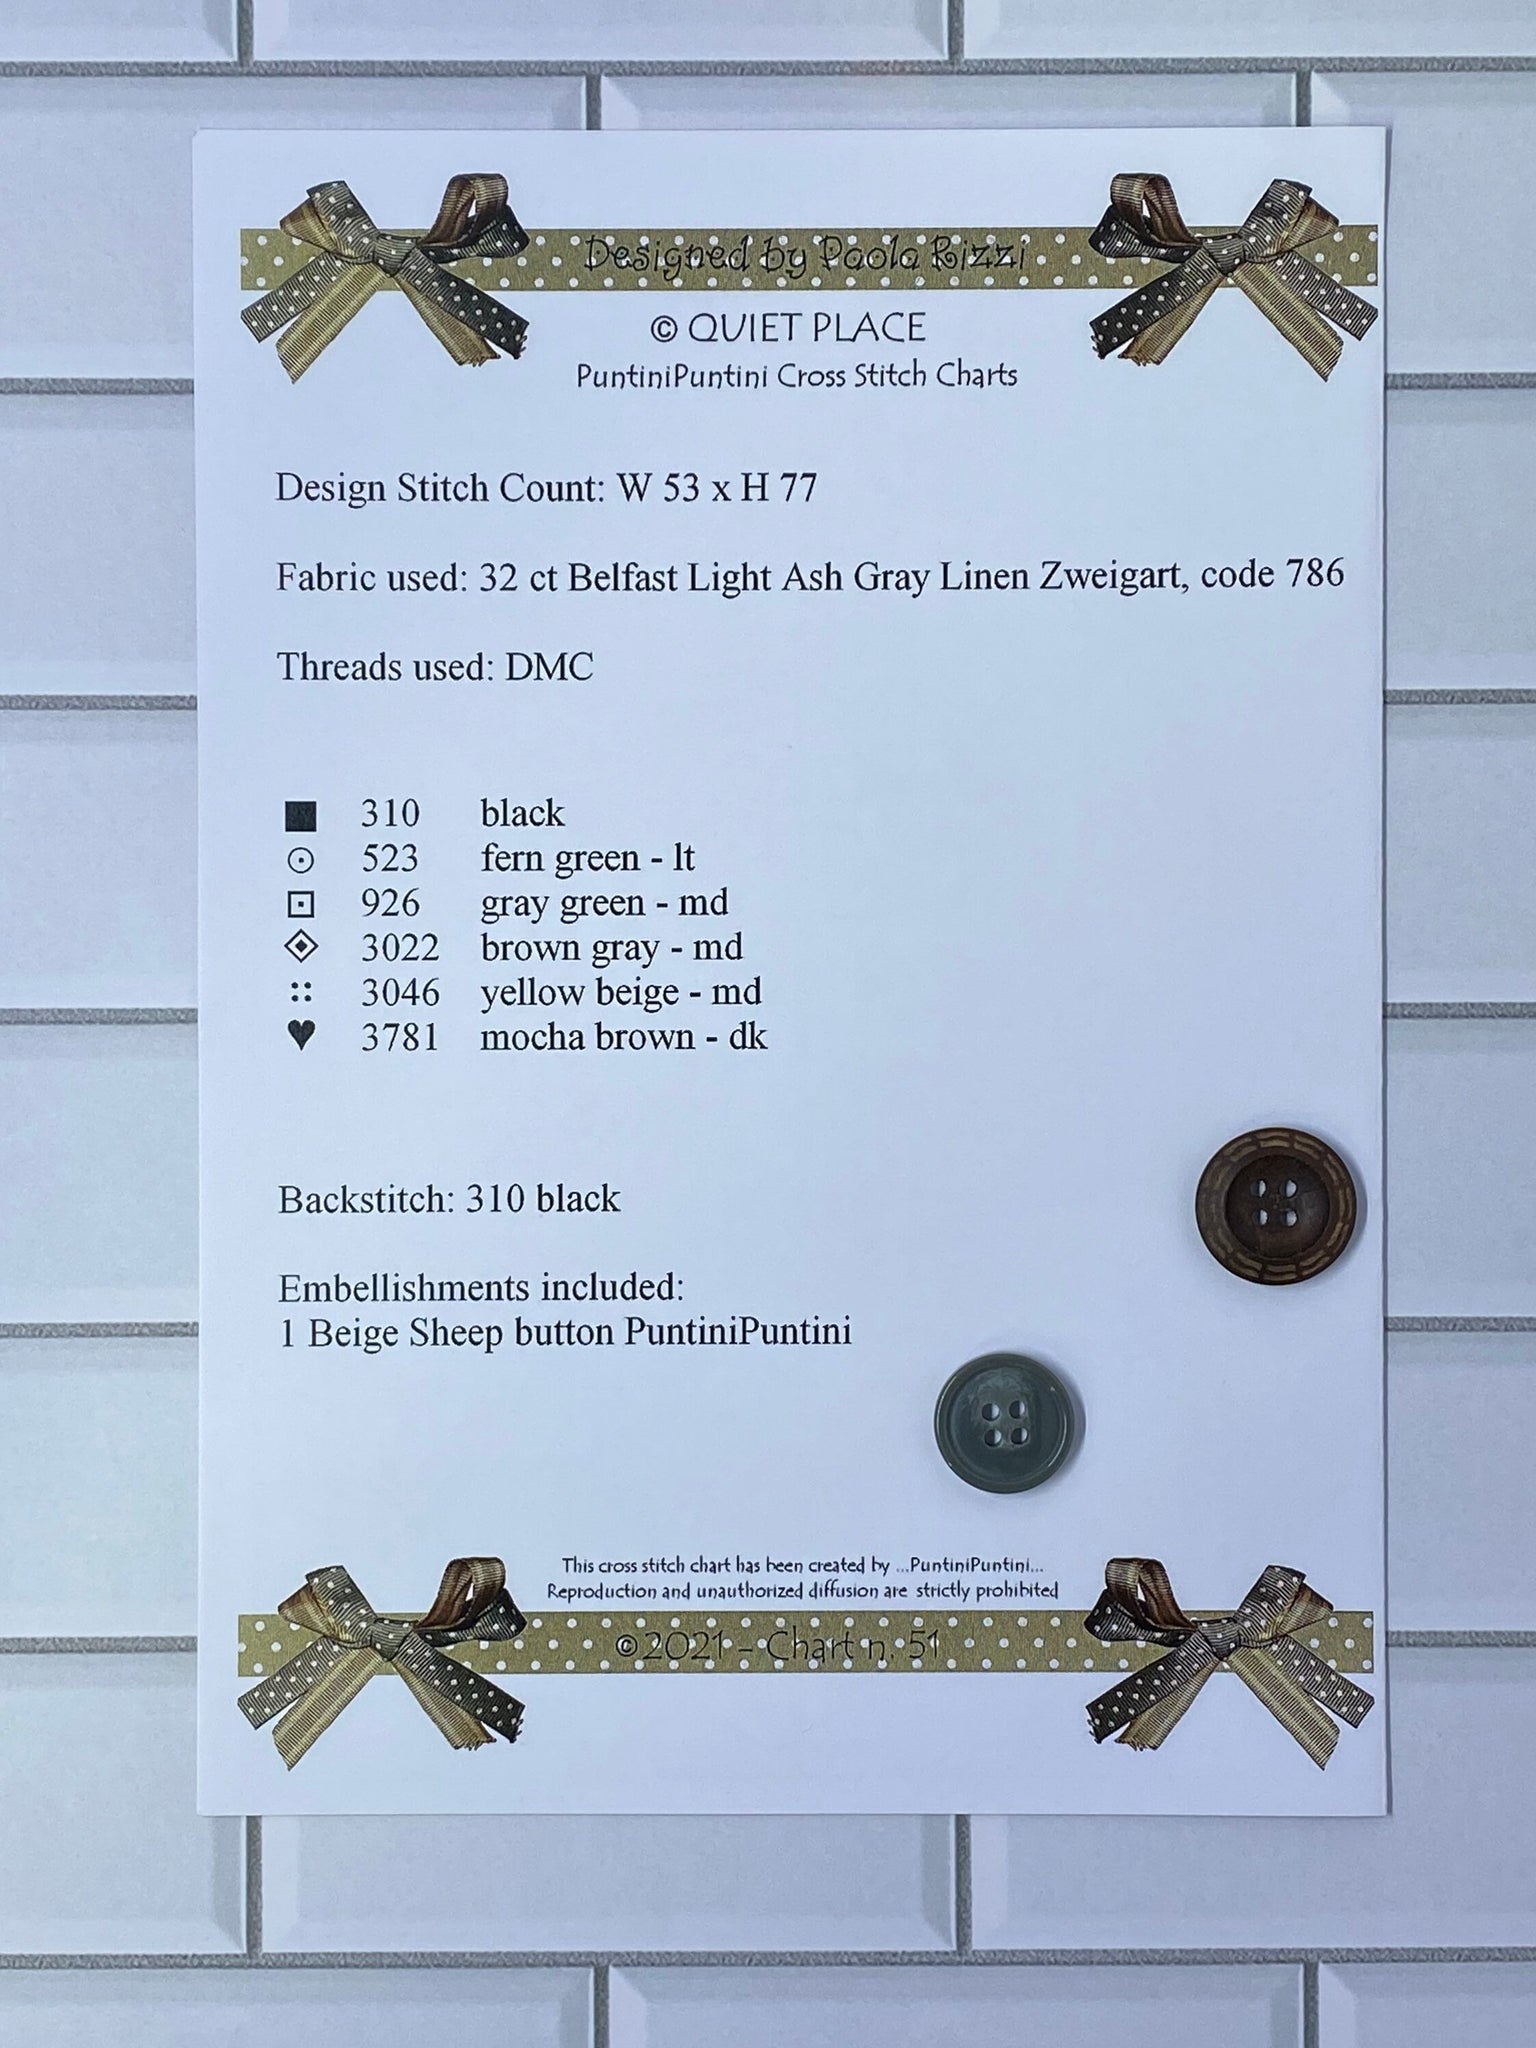 Designed by Paola Rizzi
© QUIET PLACE
PuntiniPuntini Cross Stitch Charts
Design Stitch Count: W 53 x H 77
Fabric used: 32 ct Belfast Light Ash Gray Linen Zweigart, code 786
Threads used: DMC
310 black
523 fern green - lt
926 gray green - md
3022 brown gray - md
3046 yellow beige - md
3781 mocha brown - dk
Backstitch: 310 black
Embellishments included:
1 Beige Sheep button PuntiniPuntini
This cross stitch chart has been created by ...PuntiniPuntini...
Reproduction and unauthorized diffusion are strictly prohibited
©2021 - Chart n. 51